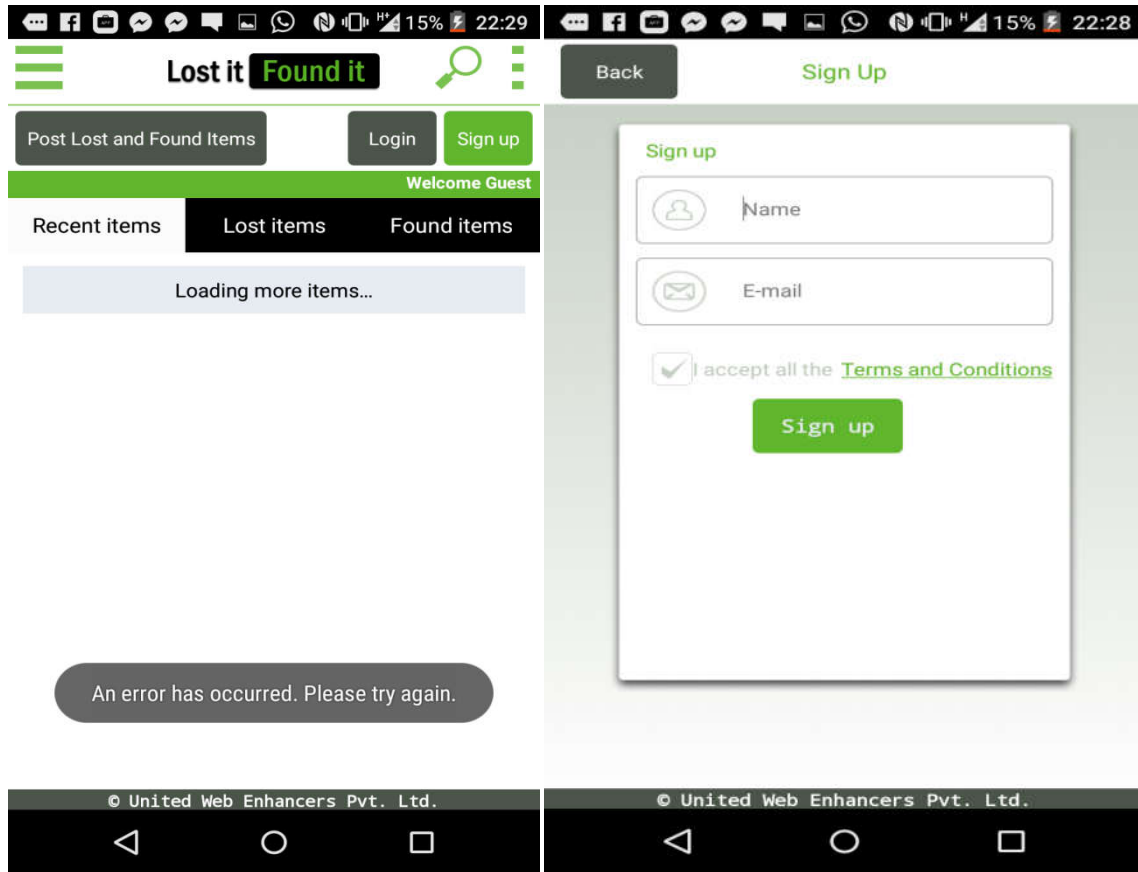 15% 22:29
Lost it Found it
Post Lost and Found Items Login Sign up
Welcome Guest
Recent items Lost items Found items
Loading more items...
An error has occurred. Please try again.
© United Web Enhancers Pvt. Ltd.
H 15% 22:28
Back Sign Up
Sign up
Name
E-mail
I accept all the Terms and Conditions
Sign up
© United Web Enhancers Pvt. Ltd.